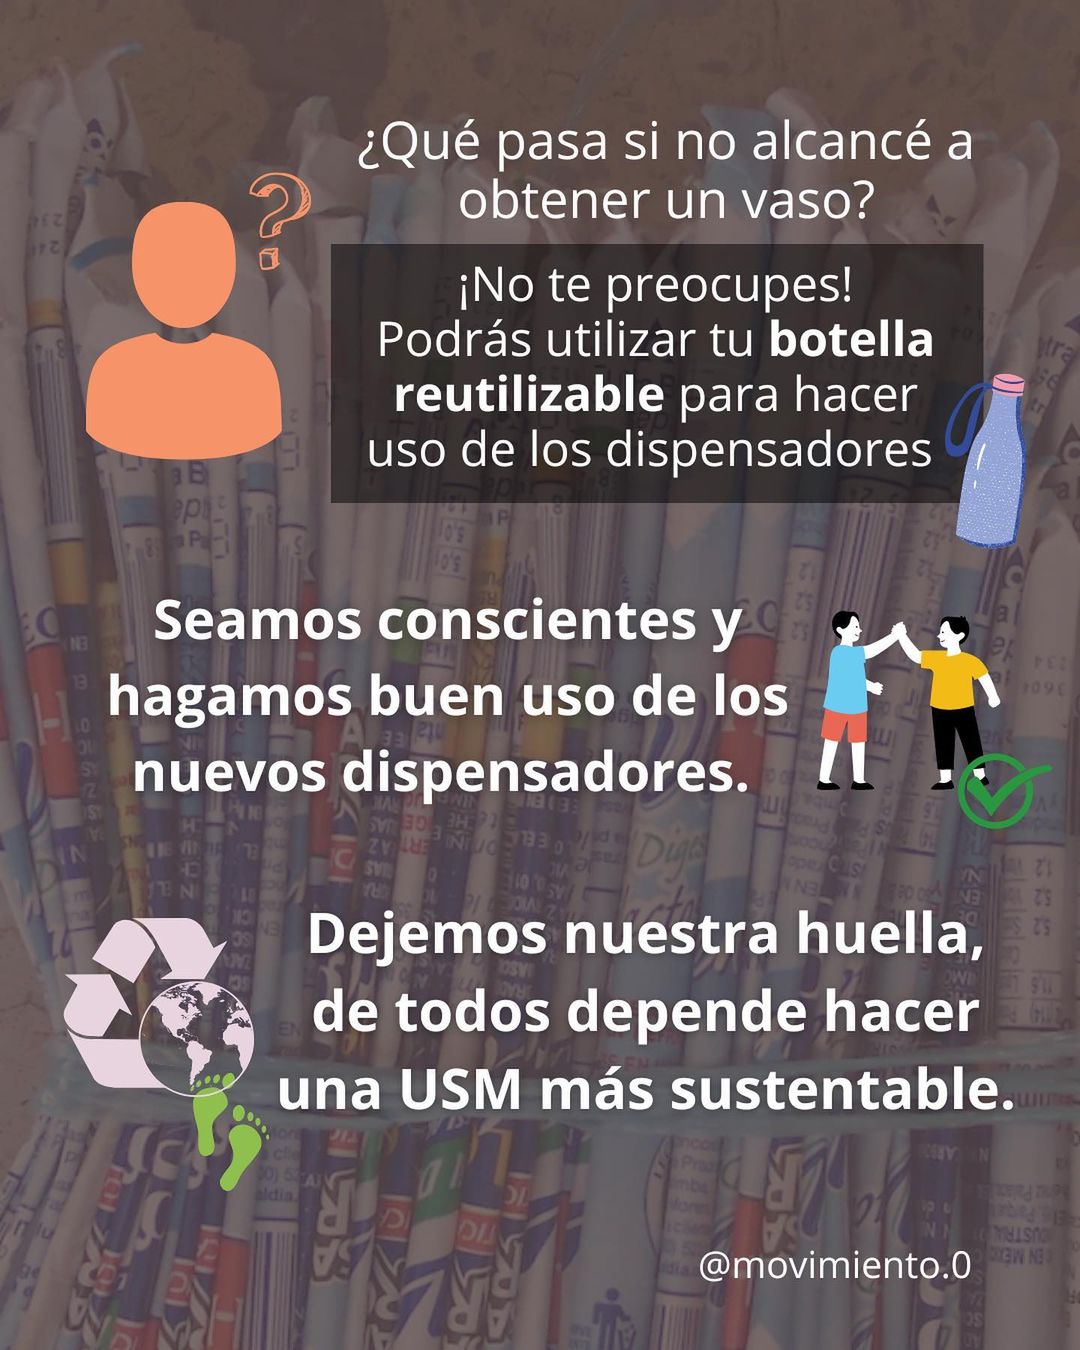 ¿Qué pasa si no alcancé a
obtener un vaso?
¡No te preocupes!
Podrás utilizar tu botella
reutilizable para hacer
uso de los dispensadores
Seamos conscientes y
hagamos buen uso de los
nuevos dispensadores.
Dejemos nuestra huella,
de todos depende hacer
una USM más sustentable.
@movimiento.0